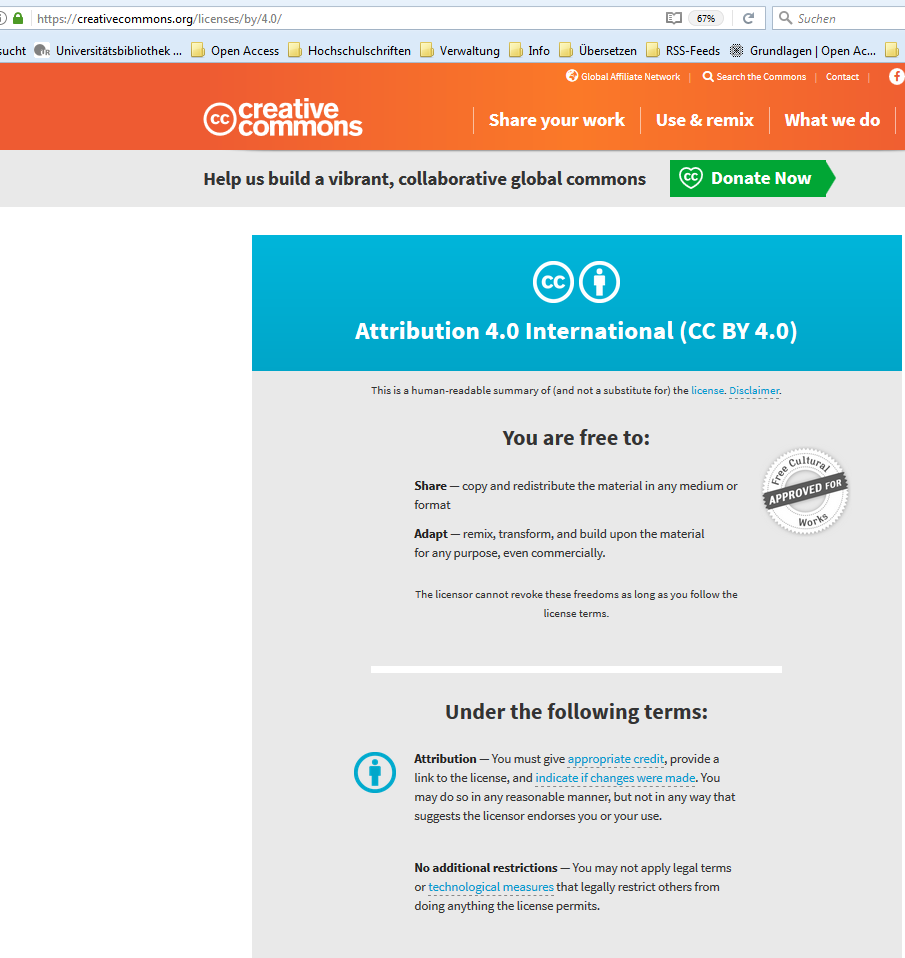 https://creativecommons.org/licenses/by/4.0/
67%
Suchen
sucht
Universitätsbibliothek ...
Open Access
Hochschulschriften
Verwaltung
Info
Übersetzen
RSS-Feeds
Grundlagen | Open Ac...
Global Affiliate Network | Search the Commons | Contact |
cc creative commons
Share your work
Use & remix
What we do
Help us build a vibrant, collaborative global commons
cc Donate Now
cc
Attribution 4.0 International (CC BY 4.0)
This is a human-readable summary of (and not a substitute for) the license. Disclaimer.
You are free to:
Share — copy and redistribute the material in any medium or
format
Adapt — remix, transform, and build upon the material
for any purpose, even commercially.
Free Cultural
APPROVED FOR
Works
The licensor cannot revoke these freedoms as long as you follow the
license terms.
Under the following terms:
Attribution — You must give appropriate credit, provide a
link to the license, and indicate if changes were made. You
may do so in any reasonable manner, but not in any way that
suggests the licensor endorses you or your use.
No additional restrictions — You may not apply legal terms
or technological measures that legally restrict others from
doing anything the license permits.